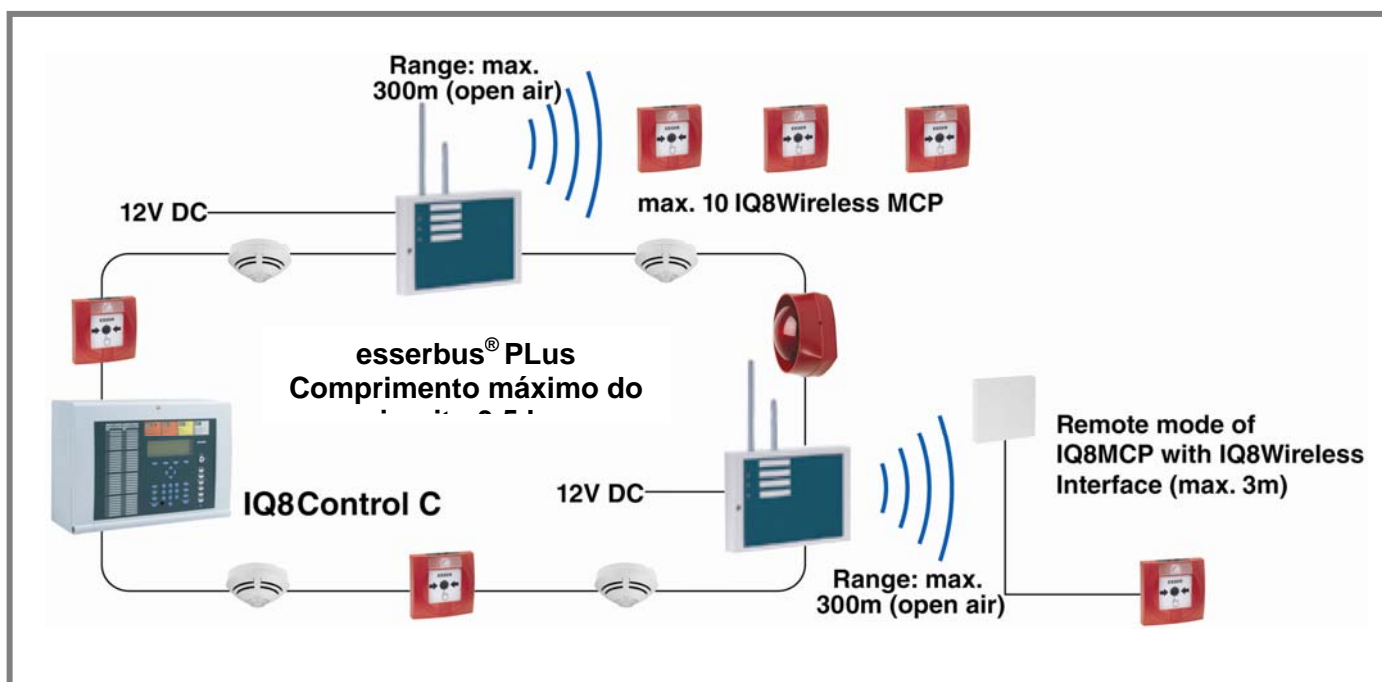 Range: max.
300m (open air)
max. 10 IQ8Wireless MCP
12V DC
esserbus® PLus
Comprimento máximo do
IQ8Control C
12V DC
Range: max.
300m (open air)
Remote mode of
IQ8MCP with IQ8Wireless
Interface (max. 3m)